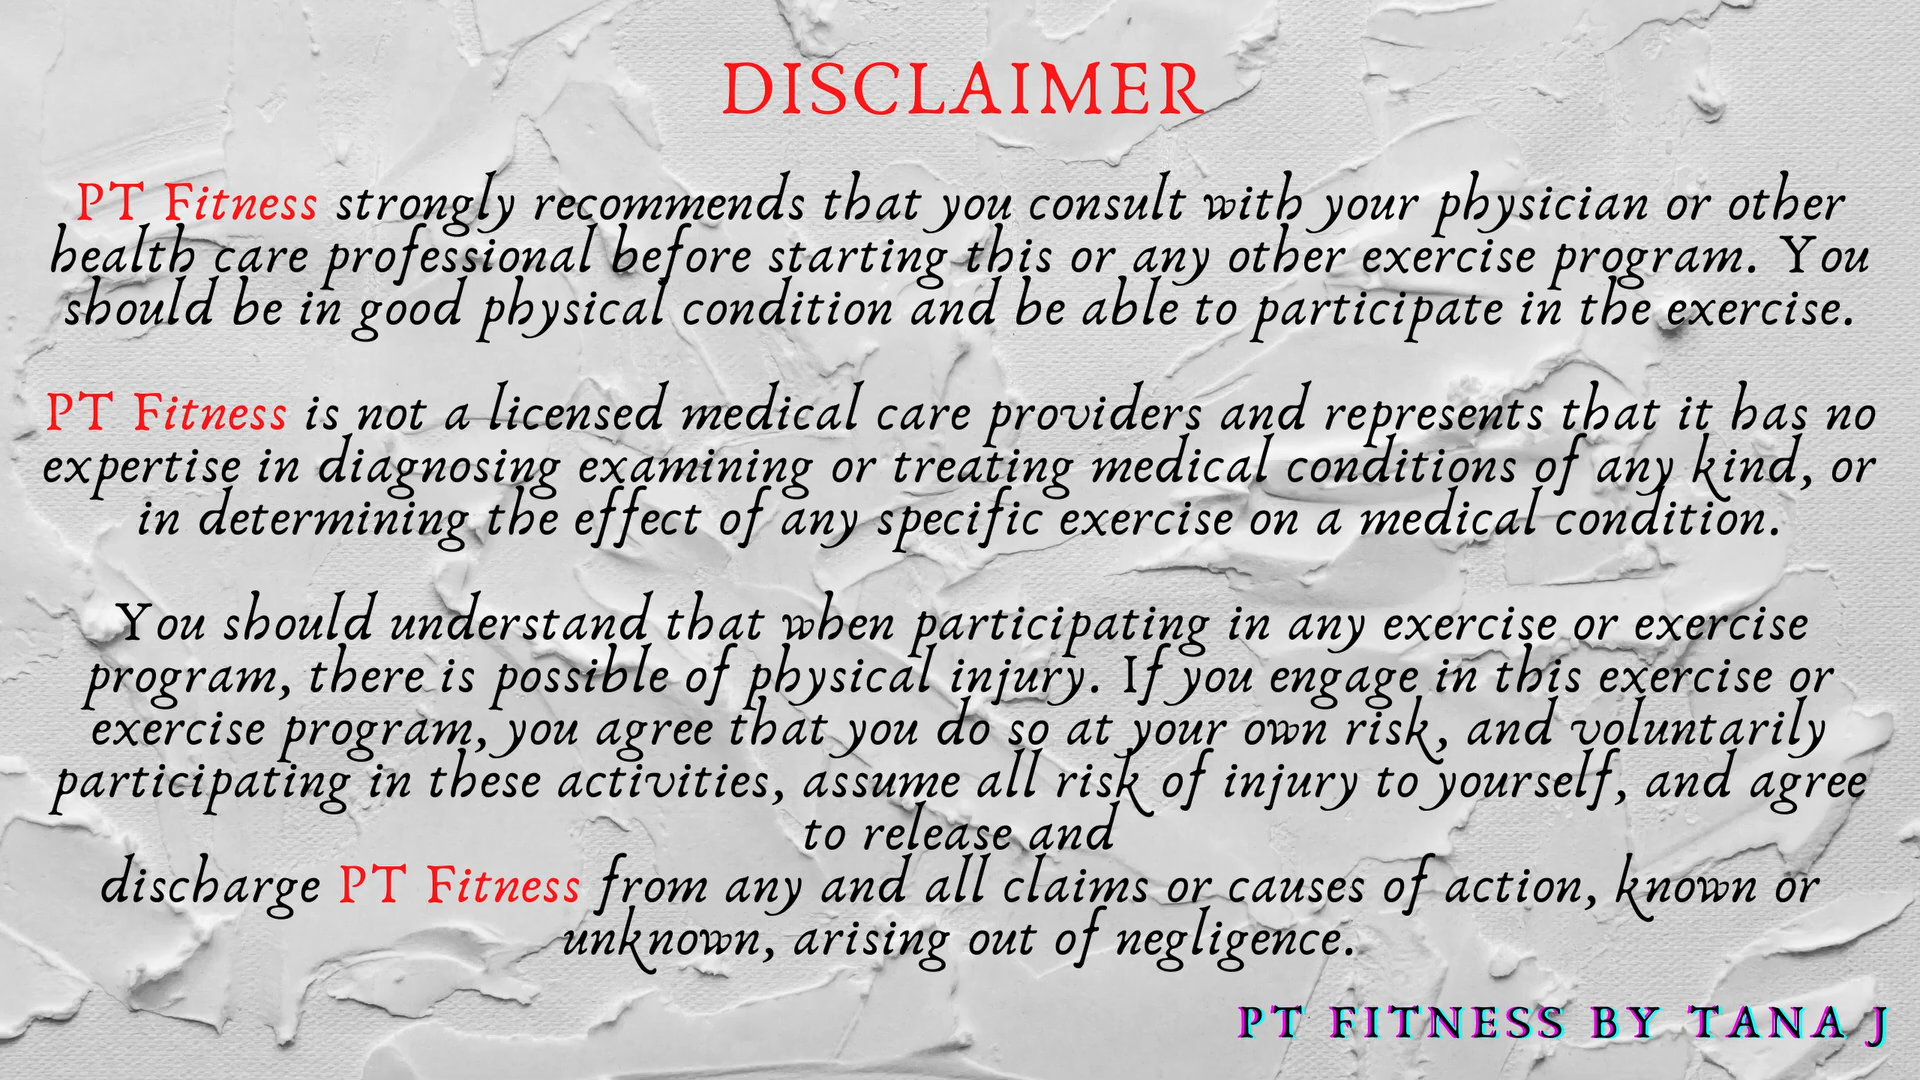 DISCLAIMER
PT Fitness strongly recommends that you consult with your physician or other
health care professional before starting this or any other exercise program. You
should be in good physical condition and be able to participate in the exercise.
PT Fitness is not a licensed medical care providers and represents that it has no
expertise in diagnosing examining or treating medical conditions of any kind, or
in determining the effect of any specific exercise on a medical condition.
You should understand that when participating in any exercise or exercise
program, there is possible of physical injury. If you engage in this exercise or
exercise program, you agree that you do so at your own risk, and voluntarily
participating in these activities, assume all risk of injury to yourself, and agree
to release and
discharge PT Fitness from any and all claims or causes of action, known or
unknown, arising out of negligence.
PT FITNESS BY TANA J